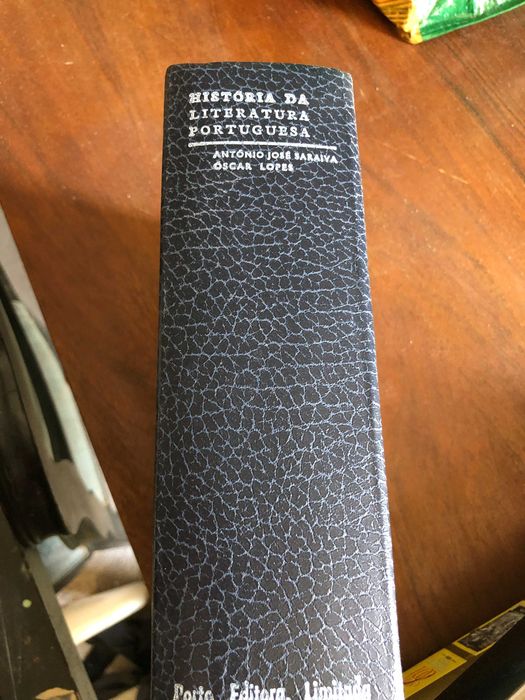 HISTÓRIA DA
LITERATURA
PORTUGUESA
ANTÓNIO JOSÉ SARAIVA
ÓSCAR LOPES
Porto Editora, Limitada